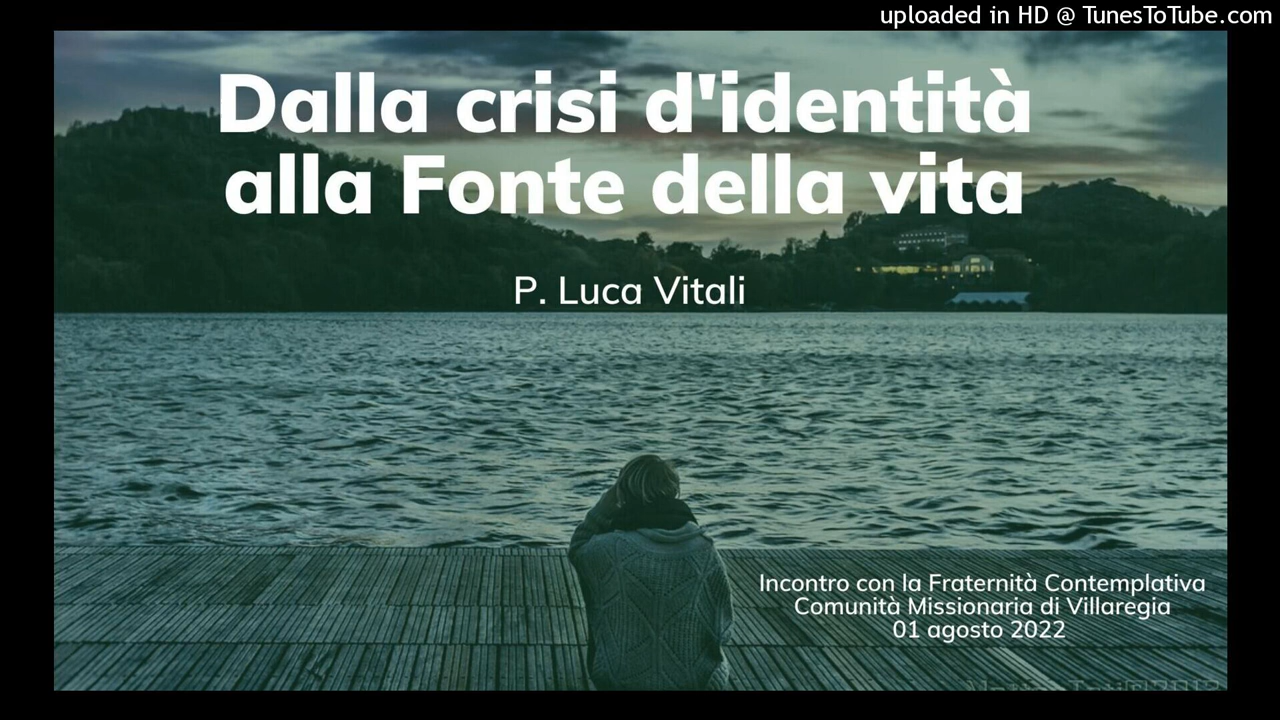 uploaded in HD @ TunesToTube.com
Dalla crisi d'identità
alla Fonte della vita
P. Luca Vitali
Incontro con la Fraternità Contemplativa
Comunità Missionaria di Villaregia
01 agosto 2022